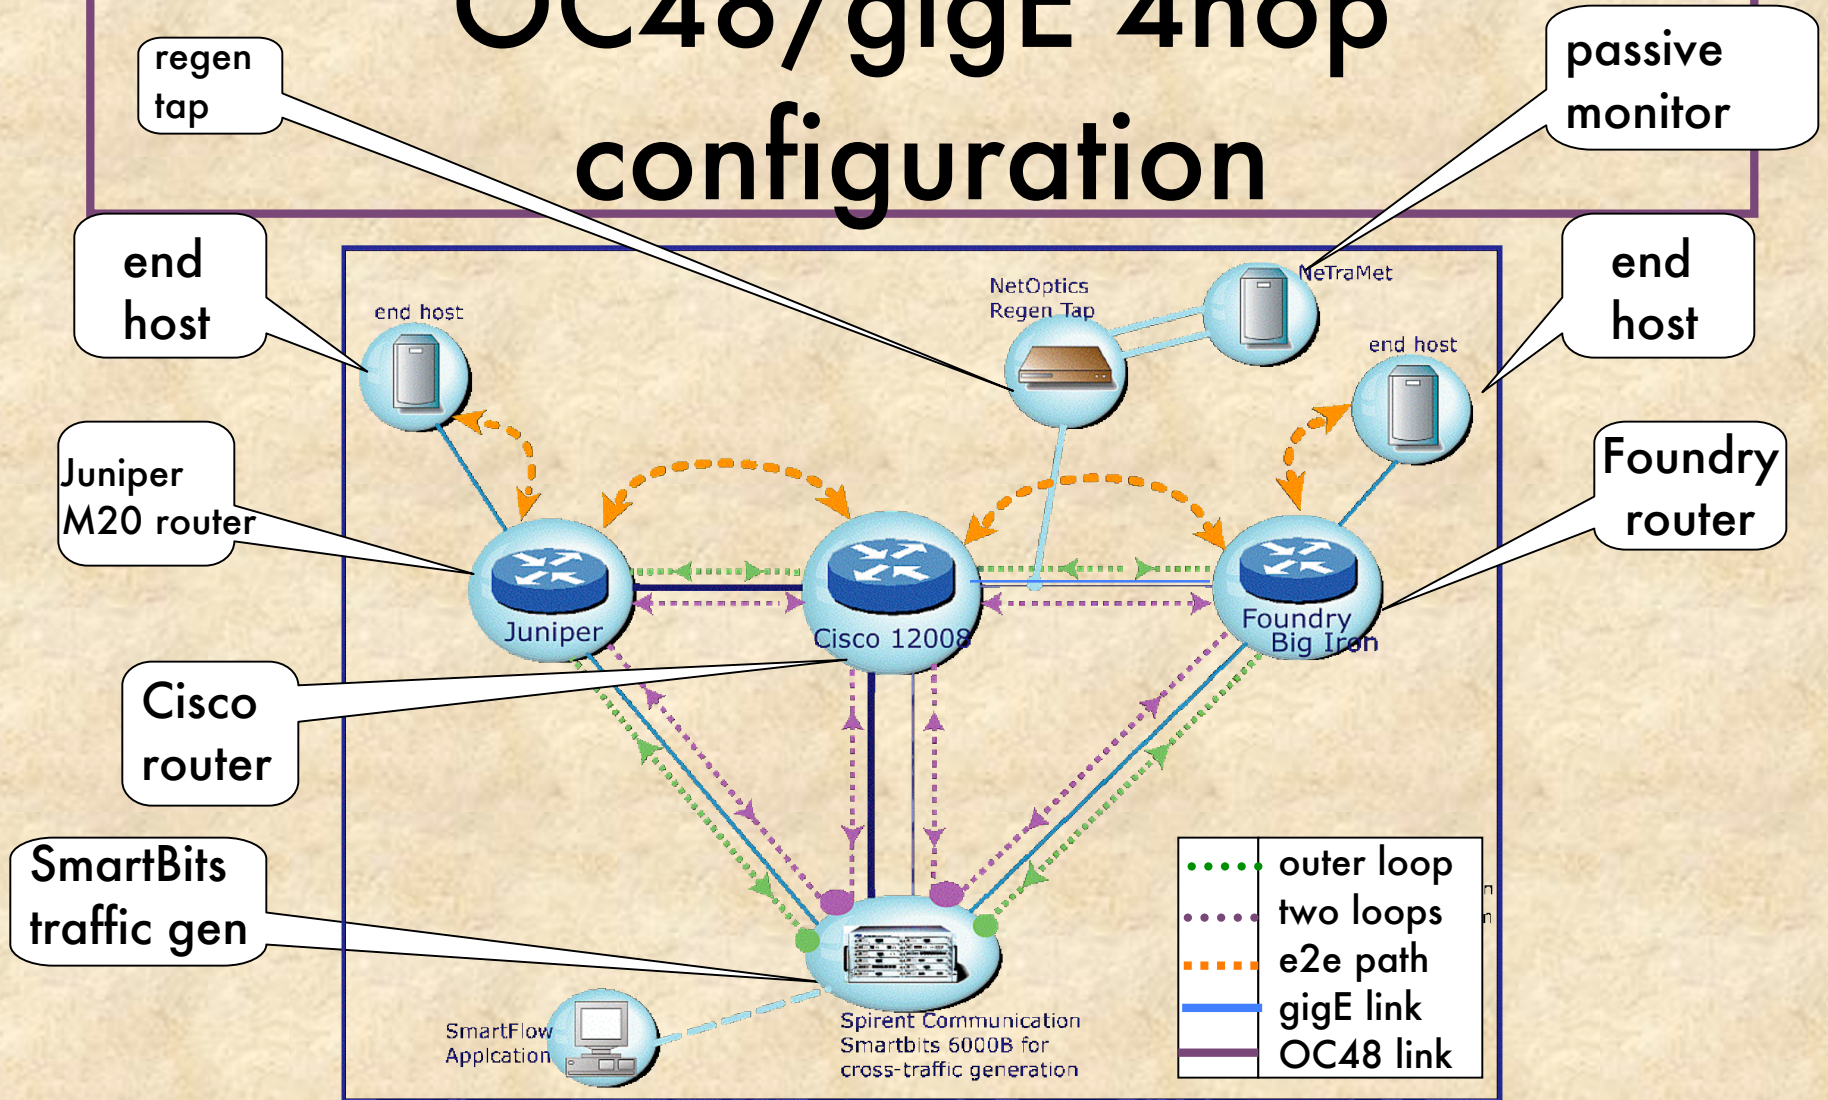 OC48/gigE 4hop
configuration
regen
tap
passive
monitor
end
host
end
host
NetOptics
Regen Tap
NeTraMet
end host
end host
Juniper
M20 router
Foundry
router
Juniper
Cisco 12008
Foundry
Big Iron
Cisco
router
SmartBits
traffic gen
outer loop
two loops
e2e path
gigE link
OC48 link
n
n
SmartFlow
Applcation
Spirent Communication
Smartbits 6000B for
cross-traffic generation